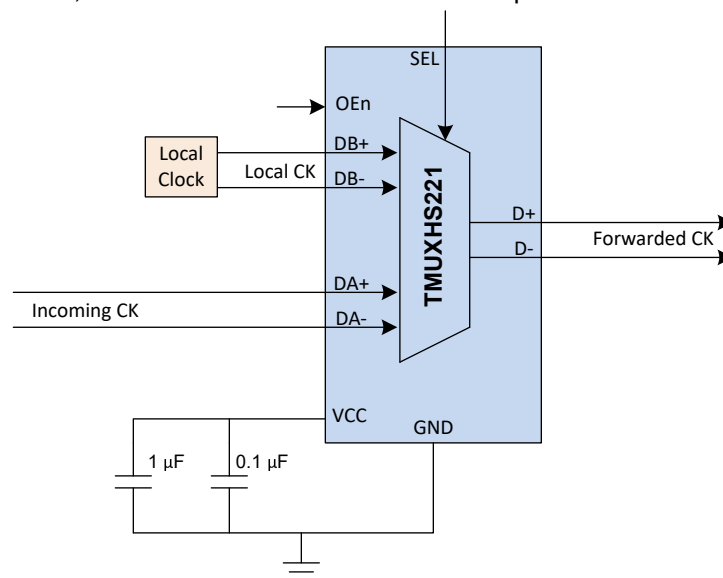 SEL
OEn
DB+
Local
Clock
Local CK
DB-
TMUXHS221
D+
Forwarded CK
D-
DA+
Incoming CK
DA-
VCC
GND
1 µF
0.1 µF